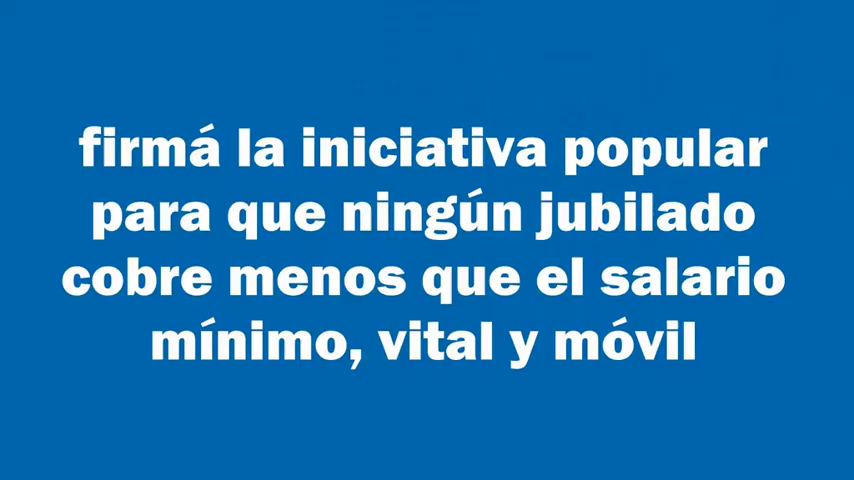 firmá la iniciativa popular
para que ningún jubilado
cobre menos que el salario
mínimo, vital y móvil